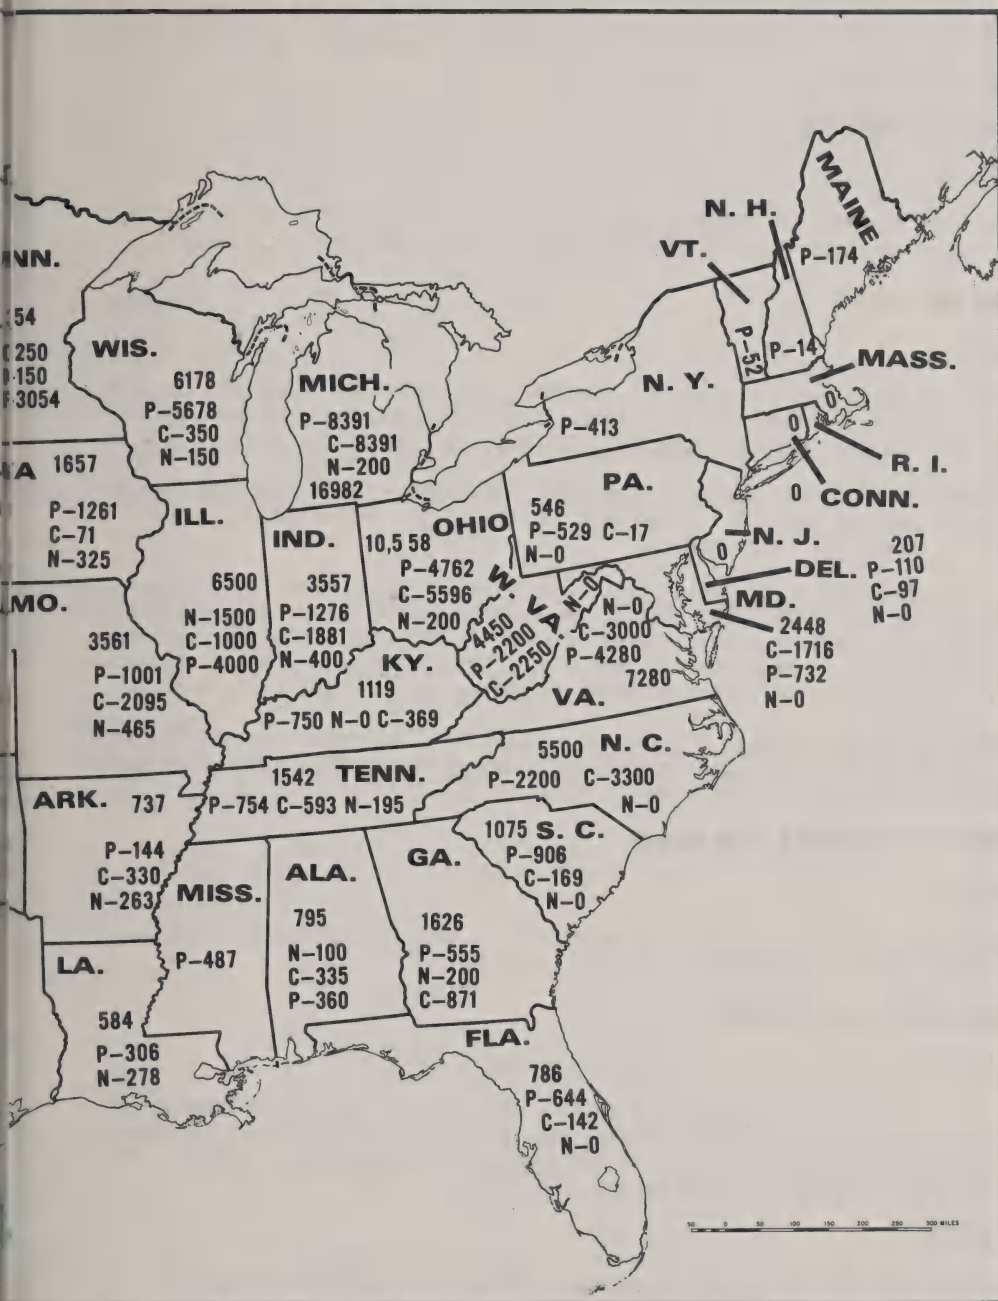 MAINE
N. H.
VT.
P-174
NN.
54
250
-150
3054
WIS.
6178
P-5678
C-350
N-150
MICH.
P-8391
C-8391
N-200
16982
P-52
P-14
MASS.
0
N. Y.
P-413
0
R. I.
CONN.
0
A 1657
P-1261
C-71
N-325
ILL.
6500
N-1500
C-1000
P-4000
IND.
3557
P-1276
C-1881
N-400
OHIO
10,558
P-4762
C-5596
N-200
PA.
546
P-529 C-17
N-0
N. J.
0
DEL.
207
P-110
C-97
N-0
MD.
2448
C-1716
P-732
N-0
W. VA.
4450
P-2200
C-2250
N-0
N-0
C-3000
P-4280
7280
VA.
MO.
3561
P-1001
C-2095
N-465
KY.
1119
P-750 N-0 C-369
1542 TENN.
P-754 C-593 N-195
5500 N. C.
P-2200 C-3300
N-0
ARK. 737
P-144
C-330
N-263
MISS.
P-487
ALA.
795
N-100
C-335
P-360
GA.
1626
P-555
N-200
C-871
1075 S. C.
P-906
C-169
N-0
LA.
584
P-306
N-278
FLA.
786
P-644
C-142
N-0
50 0 50 100 150 200 250 300 MILES